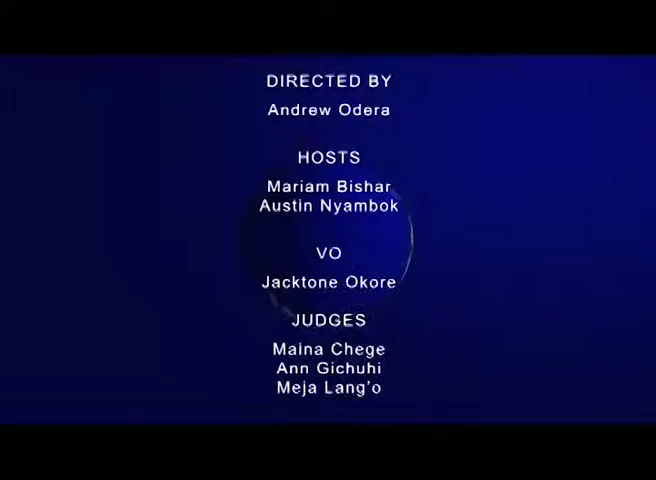 DIRECTED BY
Andrew Odera
HOSTS
Mariam Bishar
Austin Nyambok
VO
Jacktone Okore
JUDGES
Maina Chege
Ann Gichuhi
Meja Lang'o